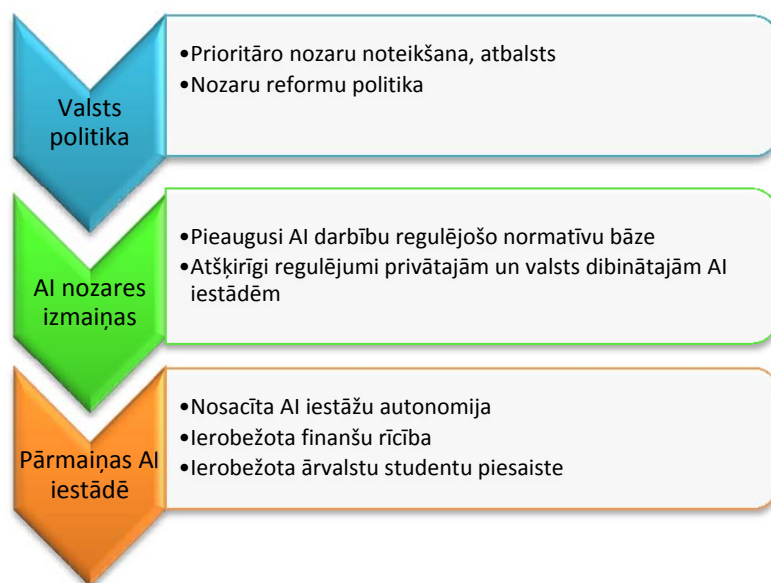 Valsts
politika
•Prioritāro nozaru noteikšana, atbalsts
•Nozaru reformu politika
AI nozares
izmaiņas
•Pieaugusi AI darbību regulējošo normatīvu bāze
•Atšķirīgi regulējumi privātajām un valsts dibinātajām AI
iestādēm
Pārmaiņas AI
iestādē
•Nosacīta AI iestāžu autonomija
•Ierobežota finanšu rīcība
•Ierobežota ārvalstu studentu piesaiste